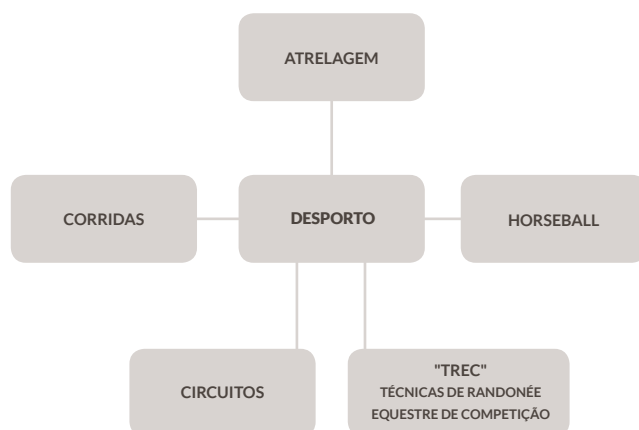 ATRELAGEM
CORRIDAS
DESPORTO
HORSEBALL
CIRCUITOS
"TREC"
TÉCNICAS DE RANDONÉE
EQUESTRE DE COMPETIÇÃO